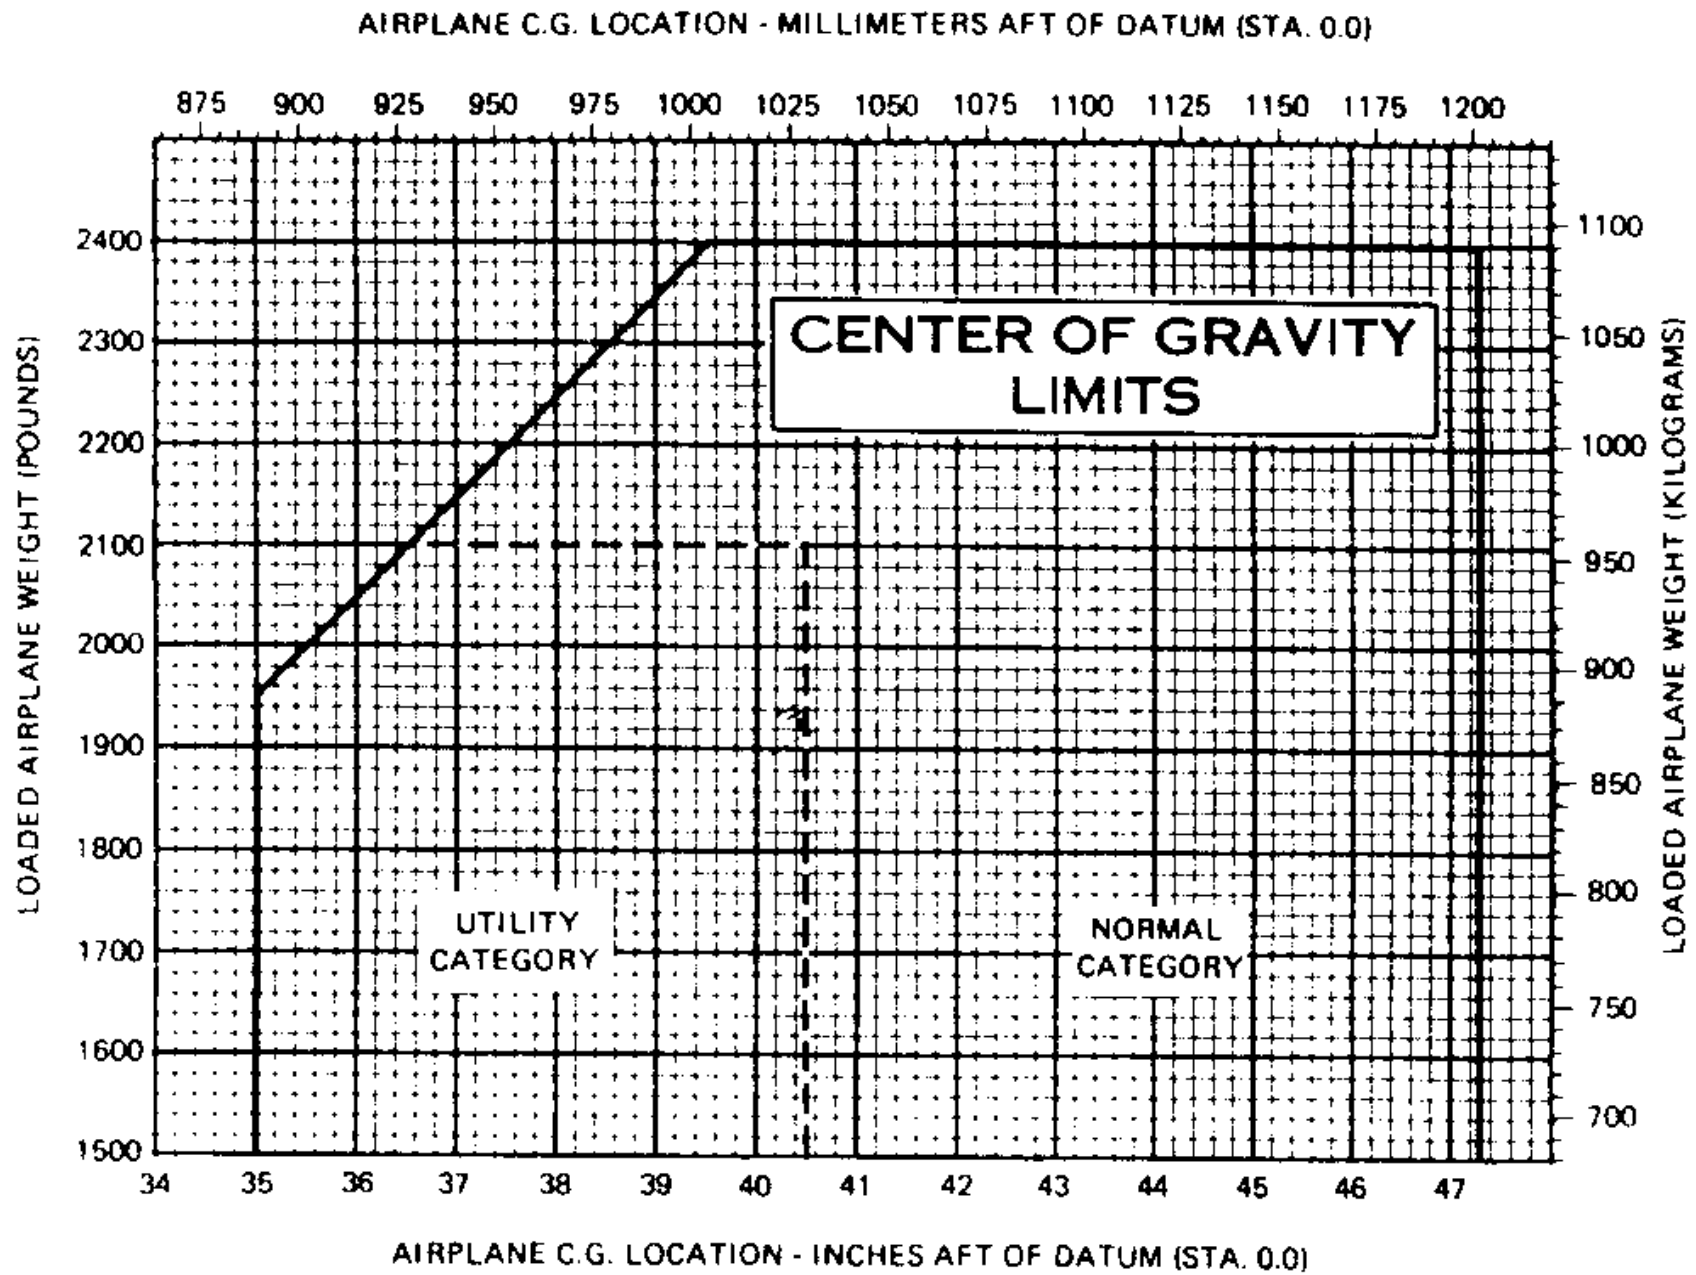 AIRPLANE C.G. LOCATION - MILLIMETERS AFT OF DATUM (STA. 0.0)
875 900 925 950 975 1000 1025 1050 1075 1100 1125 1150 1175 1200
LOADED AIRPLANE WEIGHT (POUNDS)
2400
2300
2200
2100
2000
1900
1800
1700
1600
1500
CENTER OF GRAVITY
LIMITS
UTILITY
CATEGORY
NORMAL
CATEGORY
1100
1050
1000
950
900
850
800
750
700
LOADED AIRPLANE WEIGHT (KILOGRAMS)
34 35 36 37 38 39 40 41 42 43 44 45 46 47
AIRPLANE C.G. LOCATION - INCHES AFT OF DATUM (STA. 0.0)